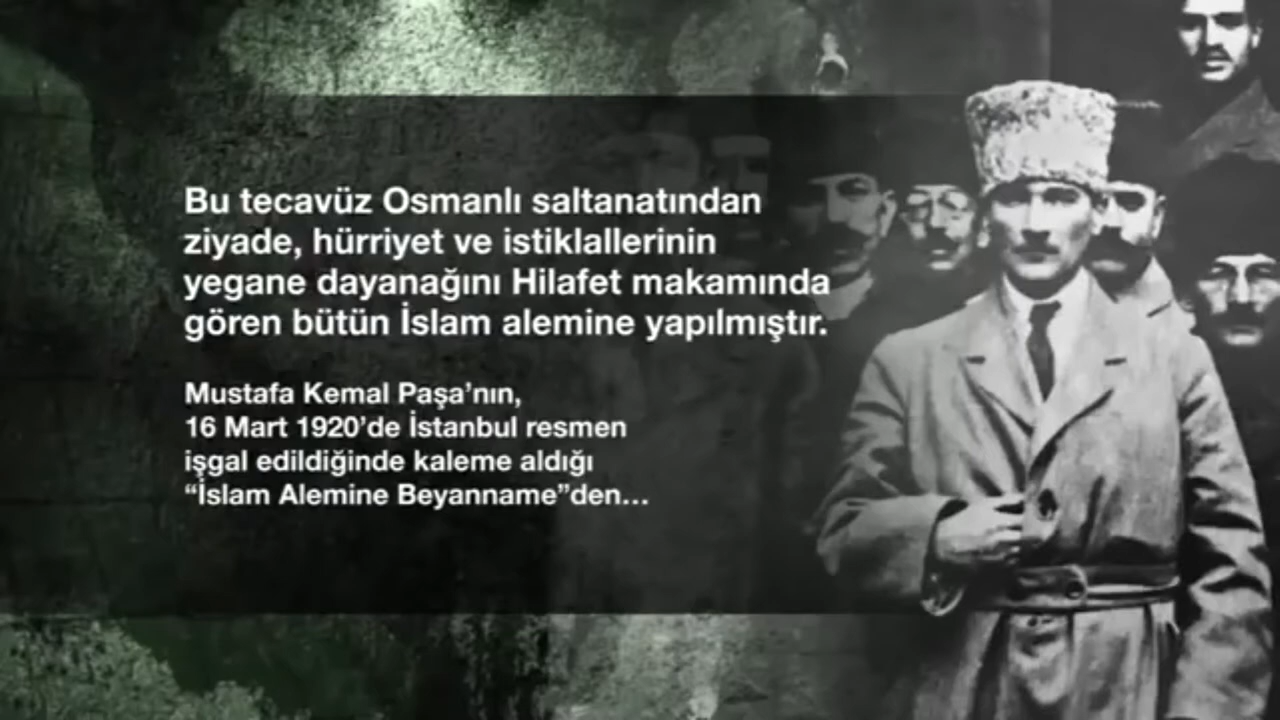 Bu tecavüz Osmanlı saltanatından
ziyade, hürriyet ve istiklallerinin
yegane dayanağını Hilafet makamında
gören bütün İslam alemine yapılmıştır.
Mustafa Kemal Paşa’nın,
16 Mart 1920’de İstanbul resmen
işgal edildiğinde kaleme aldığı
“İslam Alemine Beyanname”den...